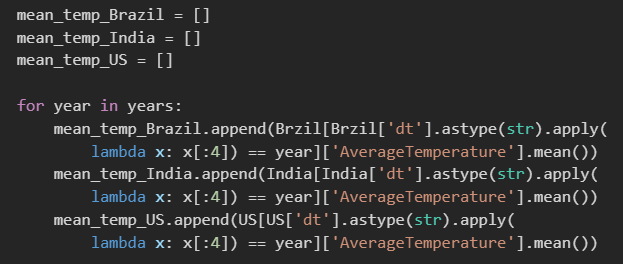 mean_temp_Brazil = []
mean_temp_India = []
mean_temp_US = []

for year in years:
    mean_temp_Brazil.append(Brzil[Brzil['dt'].astype(str).apply(
        lambda x: x[:4]) == year]['AverageTemperature'].mean())
    mean_temp_India.append(India[India['dt'].astype(str).apply(
        lambda x: x[:4]) == year]['AverageTemperature'].mean())
    mean_temp_US.append(US[US['dt'].astype(str).apply(
        lambda x: x[:4]) == year]['AverageTemperature'].mean())